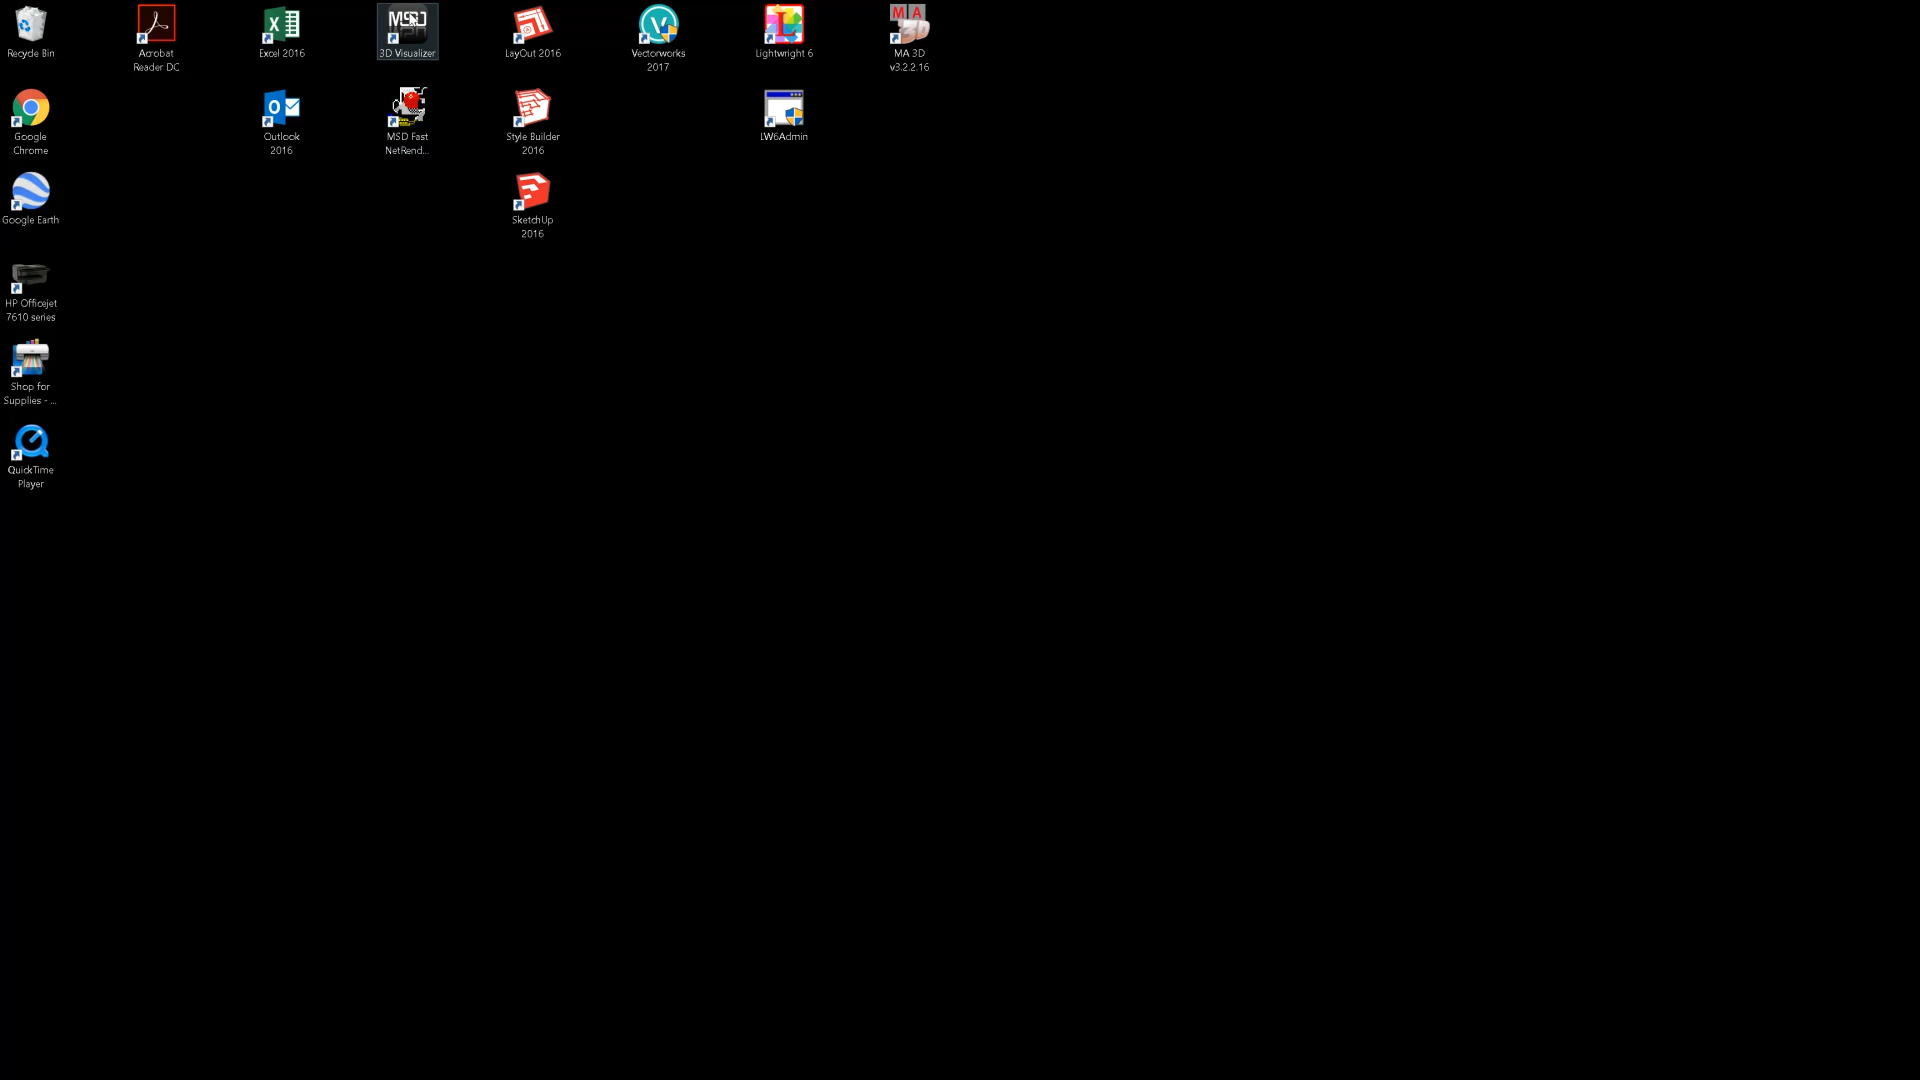 Recycle Bin
Acrobat
Reader DC
Excel 2016
MSD
3D Visualizer
LayOut 2016
Vectorworks
2017
Lightwright 6
MA
MA 3D
v3.2.2.16
Google
Chrome
Outlook
2016
MSD Fast
NetRend...
Style Builder
2016
LW6Admin
Google Earth
SketchUp
2016
HP Officejet
7610 series
Shop for
Supplies - ...
QuickTime
Player